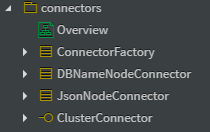 connectors
Overview
ConnectorFactory
DBNameNodeConnector
JsonNodeConnector
ClusterConnector